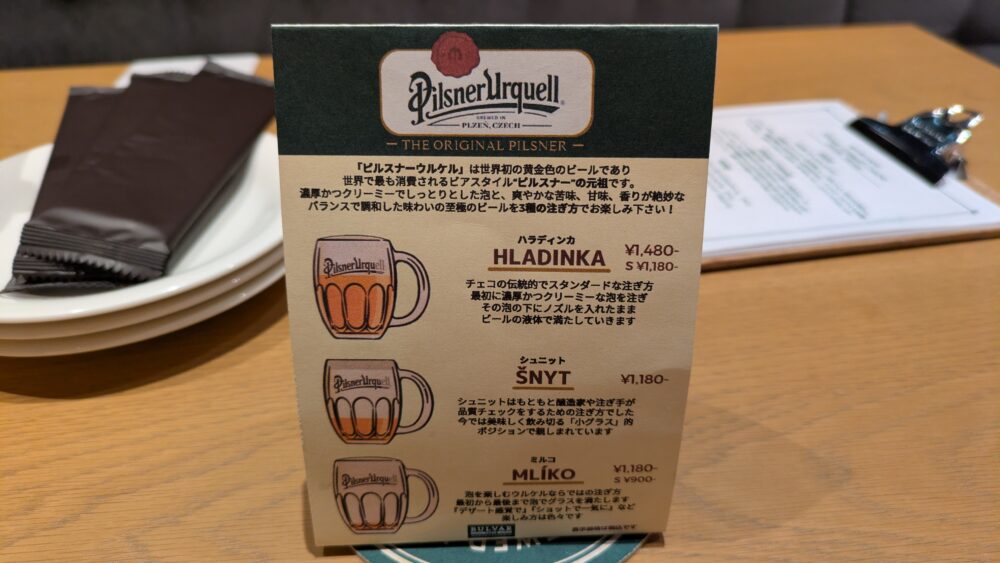 Pilsner Urquell
BREWED IN
PLZEN, CZECH
THE ORIGINAL PILSNER
「ピルスナーウルケル」は世界初の黄金色のビールであり
世界で最も消費されるビアスタイル"ピルスナー"の元祖です。
濃厚かつクリーミーでしっとりとした泡と、爽やかな苦味、甘味、香りが絶妙な
バランスで調和した味わいの至極のビールを3種の注ぎ方でお楽しみ下さい！
ハラディンカ
HLADINKA ¥1,480-
S ¥1,180-
チェコの伝統的でスタンダードな注ぎ方
最初に濃厚かつクリーミーな泡を注ぎ
その泡の下にノズルを入れたまま
ビールの液体で満たしていきます
PilsnerUrquell
シュニット
ŠNYT ¥1,180-
シュニットはもともと醸造家や注ぎ手が
品質チェックをするための注ぎ方でした
今では美味しく飲み切る「小グラス」的
ポジションで親しまれています
PilsnerUrquell
ミルコ
MLÍKO ¥1,180-
S ¥900-
泡を楽しむウルケルならではの注ぎ方
最初から最後まで泡でグラスを満たします
「デザート感覚で」「ショットで一気に」など
楽しみ方は色々です
PilsnerUrquell
BULVAR
表示価格は税込です